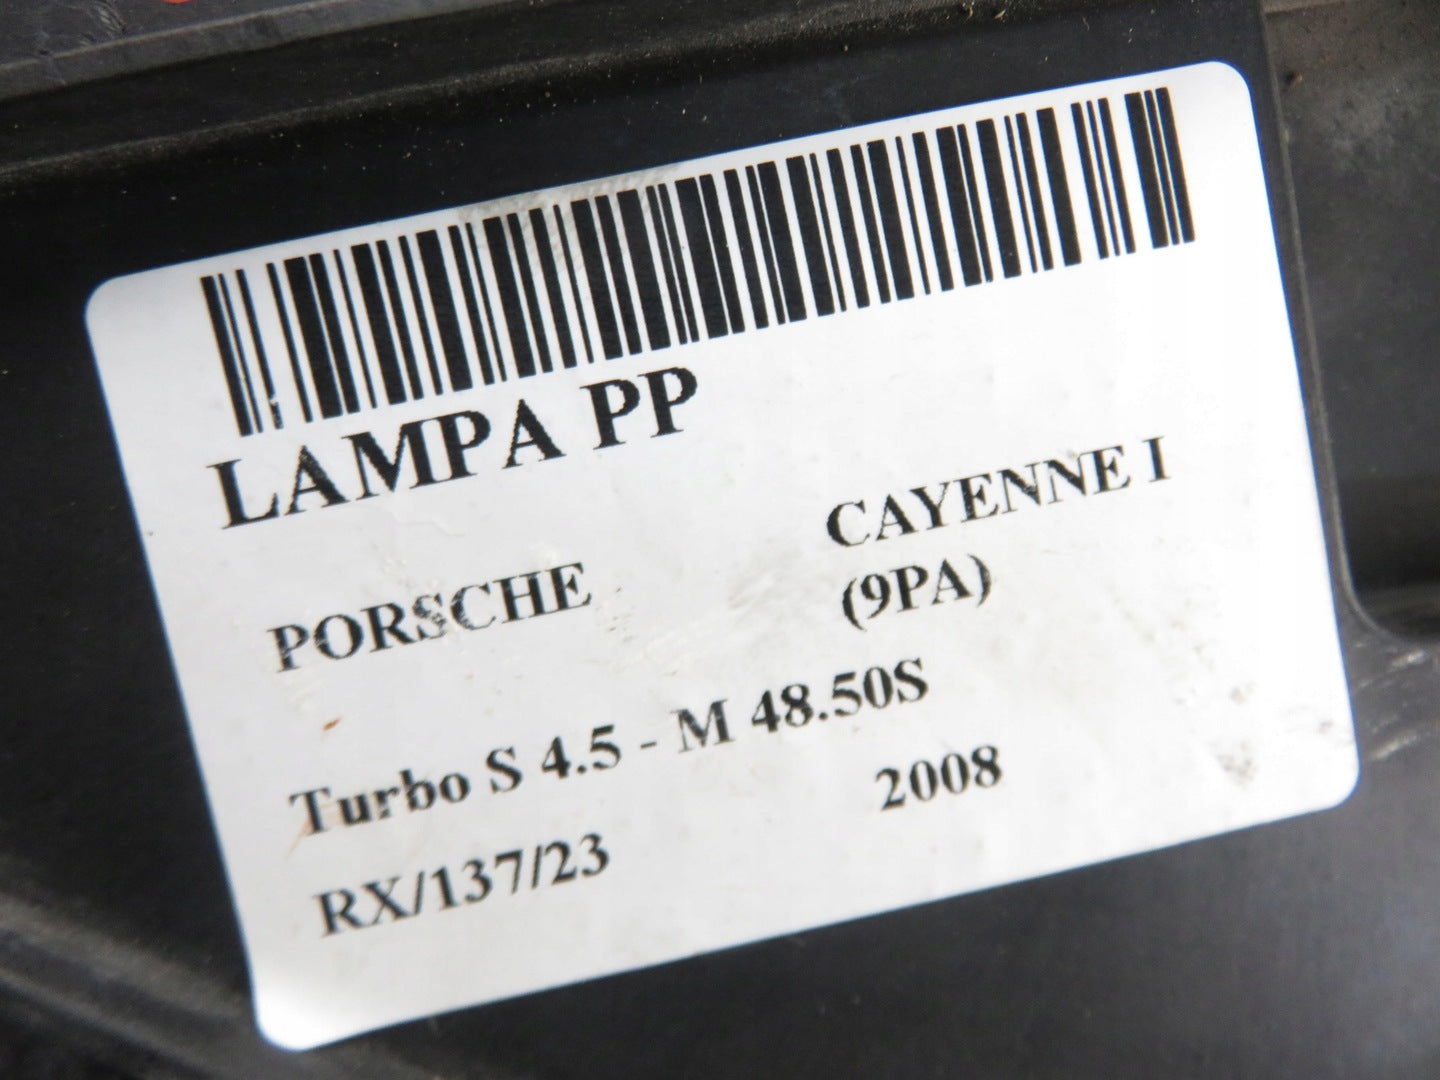 LAMPA PP
PORSCHE CAYENNE I
(9PA)
Turbo S 4.5 - M 48.50S
RX/137/23 2008